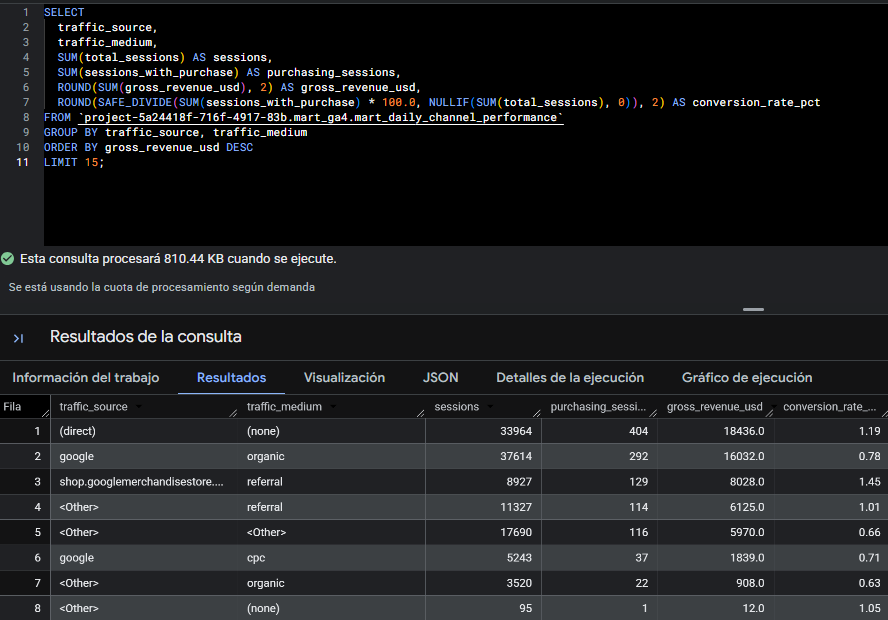 1 SELECT
2 traffic_source,
3 traffic_medium,
4 SUM(total_sessions) AS sessions,
5 SUM(sessions_with_purchase) AS purchasing_sessions,
6 ROUND(SUM(gross_revenue_usd), 2) AS gross_revenue_usd,
7 ROUND(SAFE_DIVIDE(SUM(sessions_with_purchase) * 100.0, NULLIF(SUM(total_sessions), 0)), 2) AS conversion_rate_pct
8 FROM `project-5a24418f-716f-4917-83b.mart_ga4.mart_daily_channel_performance`
9 GROUP BY traffic_source, traffic_medium
10 ORDER BY gross_revenue_usd DESC
11 LIMIT 15;
Esta consulta procesará 810.44 KB cuando se ejecute.
Se está usando la cuota de procesamiento según demanda
Resultados de la consulta
Información del trabajo Resultados Visualización JSON Detalles de la ejecución Gráfico de ejecución
Fila traffic_source traffic_medium sessions purchasing_sessi... gross_revenue_usd conversion_rate_...
1 (direct) (none) 33964 404 18436.0 1.19
2 google organic 37614 292 16032.0 0.78
3 shop.googlemerchandisestore.... referral 8927 129 8028.0 1.45
4 <Other> referral 11327 114 6125.0 1.01
5 <Other> <Other> 17690 116 5970.0 0.66
6 google cpc 5243 37 1839.0 0.71
7 <Other> organic 3520 22 908.0 0.63
8 <Other> (none) 95 1 12.0 1.05